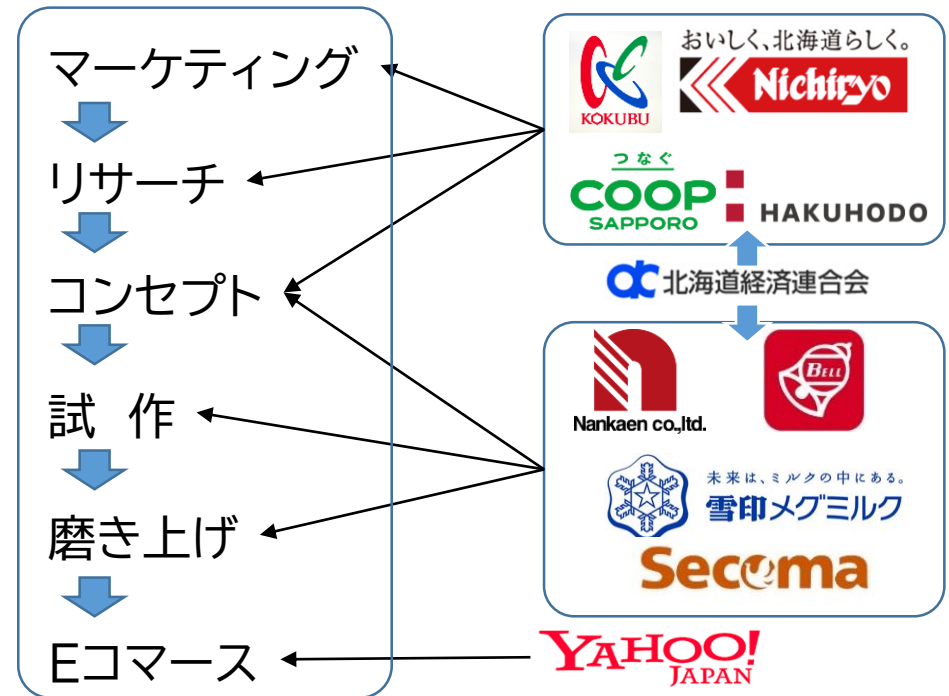 マーケティング
リサーチ
コンセプト
試 作
磨き上げ
Eコマース
KOKUBU
おいしく、北海道らしく。
Nichiryo
つなぐ
COOP
SAPPORO
HAKUHODO
北海道経済連合会
Nankaen co.,ltd.
BELL
未来は、ミルクの中にある。
雪印メグミルク
Secoma
YAHOO!
JAPAN